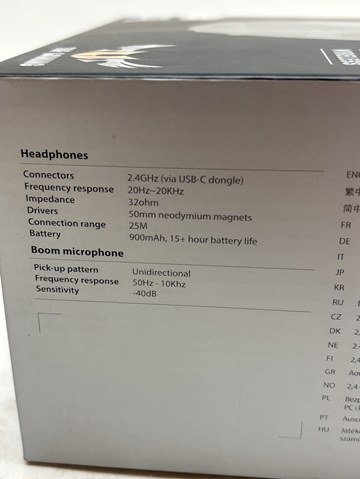 Headphones
Connectors 2.4GHz (via USB-C dongle)
Frequency response 20Hz~20KHz
Impedance 32ohm
Drivers 50mm neodymium magnets
Connection range 25M
Battery 900mAh, 15+ hour battery life
Boom microphone
Pick-up pattern Unidirectional
Frequency response 50Hz - 10Khz
Sensitivity -40dB
繁中
简中
FR
DE
IT
JP
KR
RU
CZ
DK
NE
FI
GR
NO 2,4
PL
PC i
PT
HU